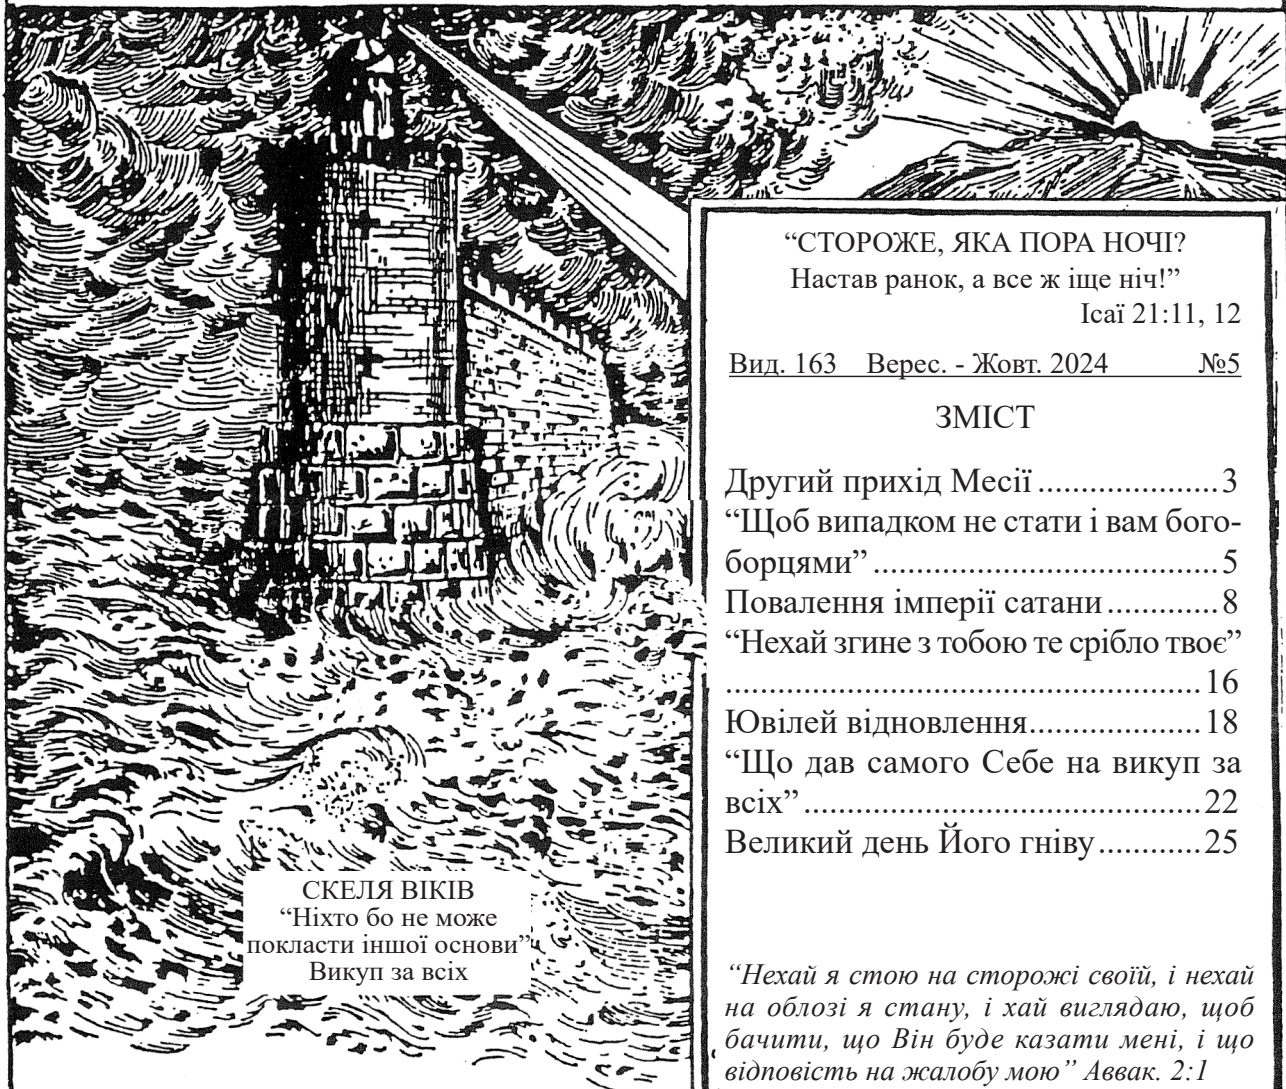 “СТОРОЖЕ, ЯКА ПОРА НОЧІ?
Настав ранок, а все ж іще ніч!”
Ісаї 21:11, 12
Вид. 163 Верес. - Жовт. 2024 №5
ЗМІСТ
Другий прихід Месії ......................3
“Щоб випадком не стати і вам бого-
борцями” .......................................5
Повалення імперії сатани .............8
“Нехай згине з тобою те срібло твоє”
.....................................................16
Ювілей відновлення.....................18
“Що дав самого Себе на викуп за
всіх” .............................................22
Великий день Його гніву ............25
“Нехай я стою на сторожі своїй, і нехай
на облозі я стану, і хай виглядаю, щоб
бачити, що Він буде казати мені, і що
відповість на жалобу мою” Аввак. 2:1
СКЕЛЯ ВІКІВ
“Ніхто бо не може
покласти іншої основи”
Викуп за всіх